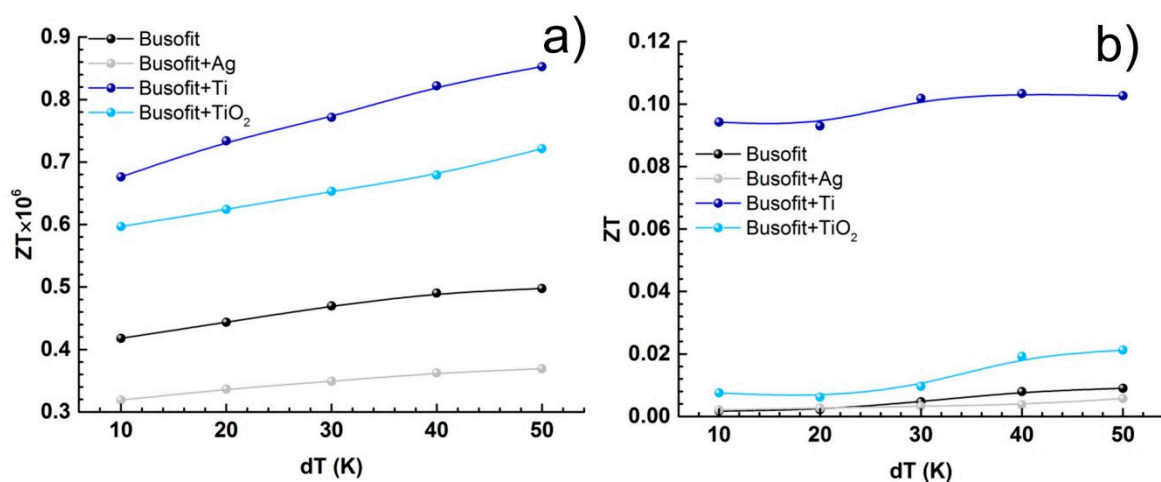 a)
0.9
0.8
0.7
0.6
0.5
0.4
0.3
ZT×10⁶
Busofit
Busofit+Ag
Busofit+Ti
Busofit+TiO₂
10 20 30 40 50
dT (K)
b)
0.12
0.10
0.08
0.06
0.04
0.02
0.00
ZT
Busofit
Busofit+Ag
Busofit+Ti
Busofit+TiO₂
10 20 30 40 50
dT (K)